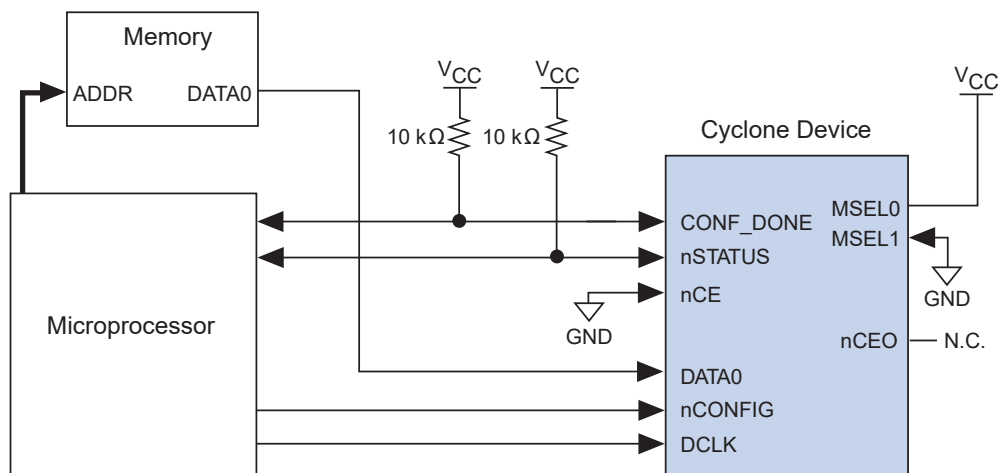 Memory
ADDR DATA0
VCC
VCC
VCC
10 kΩ
10 kΩ
Cyclone Device
MSEL0
MSEL1
CONF_DONE
nSTATUS
nCE
GND
GND
Microprocessor
nCEO
N.C.
DATA0
nCONFIG
DCLK